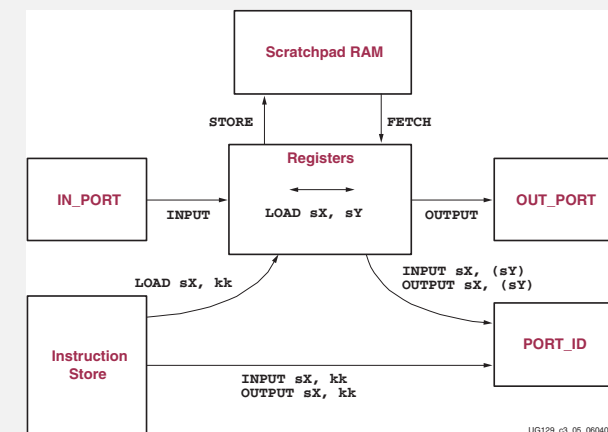 Scratchpad RAM
STORE
FETCH
Registers
LOAD sX, sY
IN_PORT
INPUT
OUTPUT
OUT_PORT
LOAD sX, kk
INPUT sX, (sY)
OUTPUT sX, (sY)
Instruction
Store
PORT_ID
INPUT sX, kk
OUTPUT sX, kk
UG129_c3_05_06040